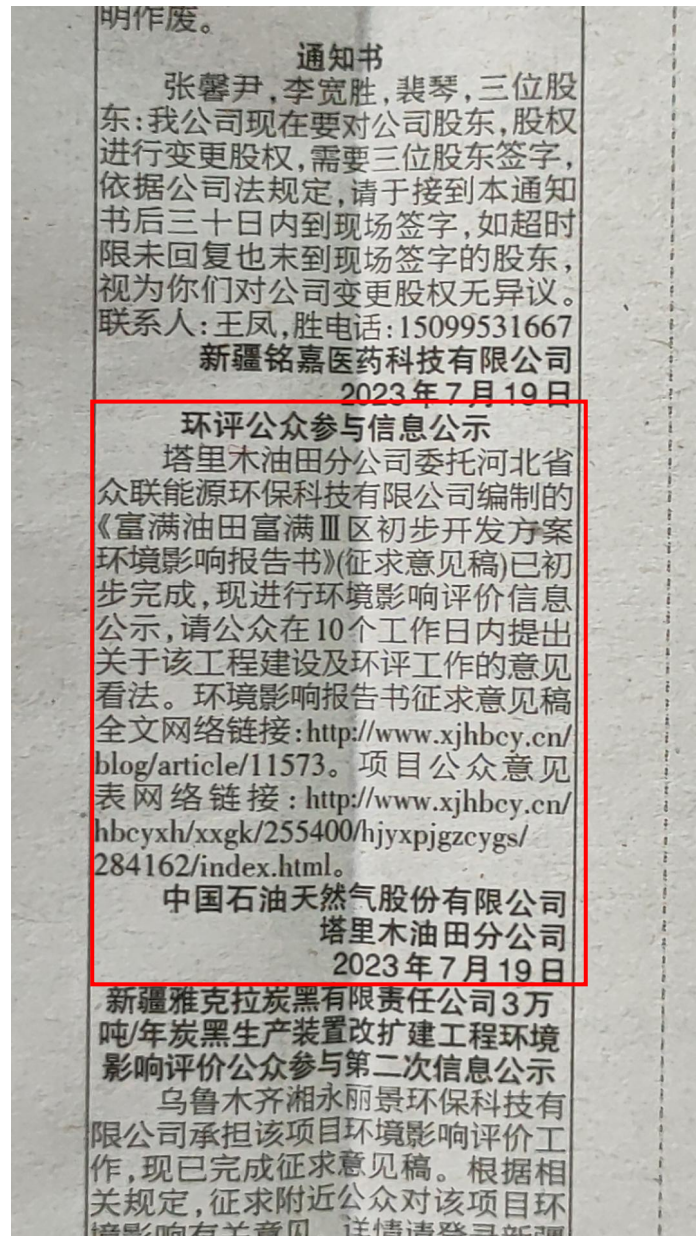 明作废。
通知书
张馨尹,李宽胜,裴琴,三位股
东:我公司现在要对公司股东,股权
进行变更股权,需要三位股东签字,
依据公司法规定,请于接到本通知
书后三十日内到现场签字,如超时
限未回复也末到现场签字的股东,
视为你们对公司变更股权无异议。
联系人:王凤,胜电话:15099531667
新疆铭嘉医药科技有限公司
2023年7月19日
环评公众参与信息公示
塔里木油田分公司委托河北省
众联能源环保科技有限公司编制的
《富满油田富满Ⅲ区初步开发方案
环境影响报告书》(征求意见稿)已初
步完成,现进行环境影响评价信息
公示,请公众在10个工作日内提出
关于该工程建设及环评工作的意见
看法。环境影响报告书征求意见稿
全文网络链接:http://www.xjhbcy.cn/
blog/article/11573。项目公众意见
表网络链接:http://www.xjhbcy.cn/
hbcyxh/xxgk/255400/hjyxpjgzcygs/
284162/index.html。
中国石油天然气股份有限公司
塔里木油田分公司
2023年7月19日
新疆雅克拉炭黑有限责任公司3万
吨/年炭黑生产装置改扩建工程环境
影响评价公众参与第二次信息公示
乌鲁木齐湘永丽景环保科技有
限公司承担该项目环境影响评价工
作,现已完成征求意见稿。根据相
关规定,征求附近公众对该项目环
境影响有关意见,详情请登录新疆